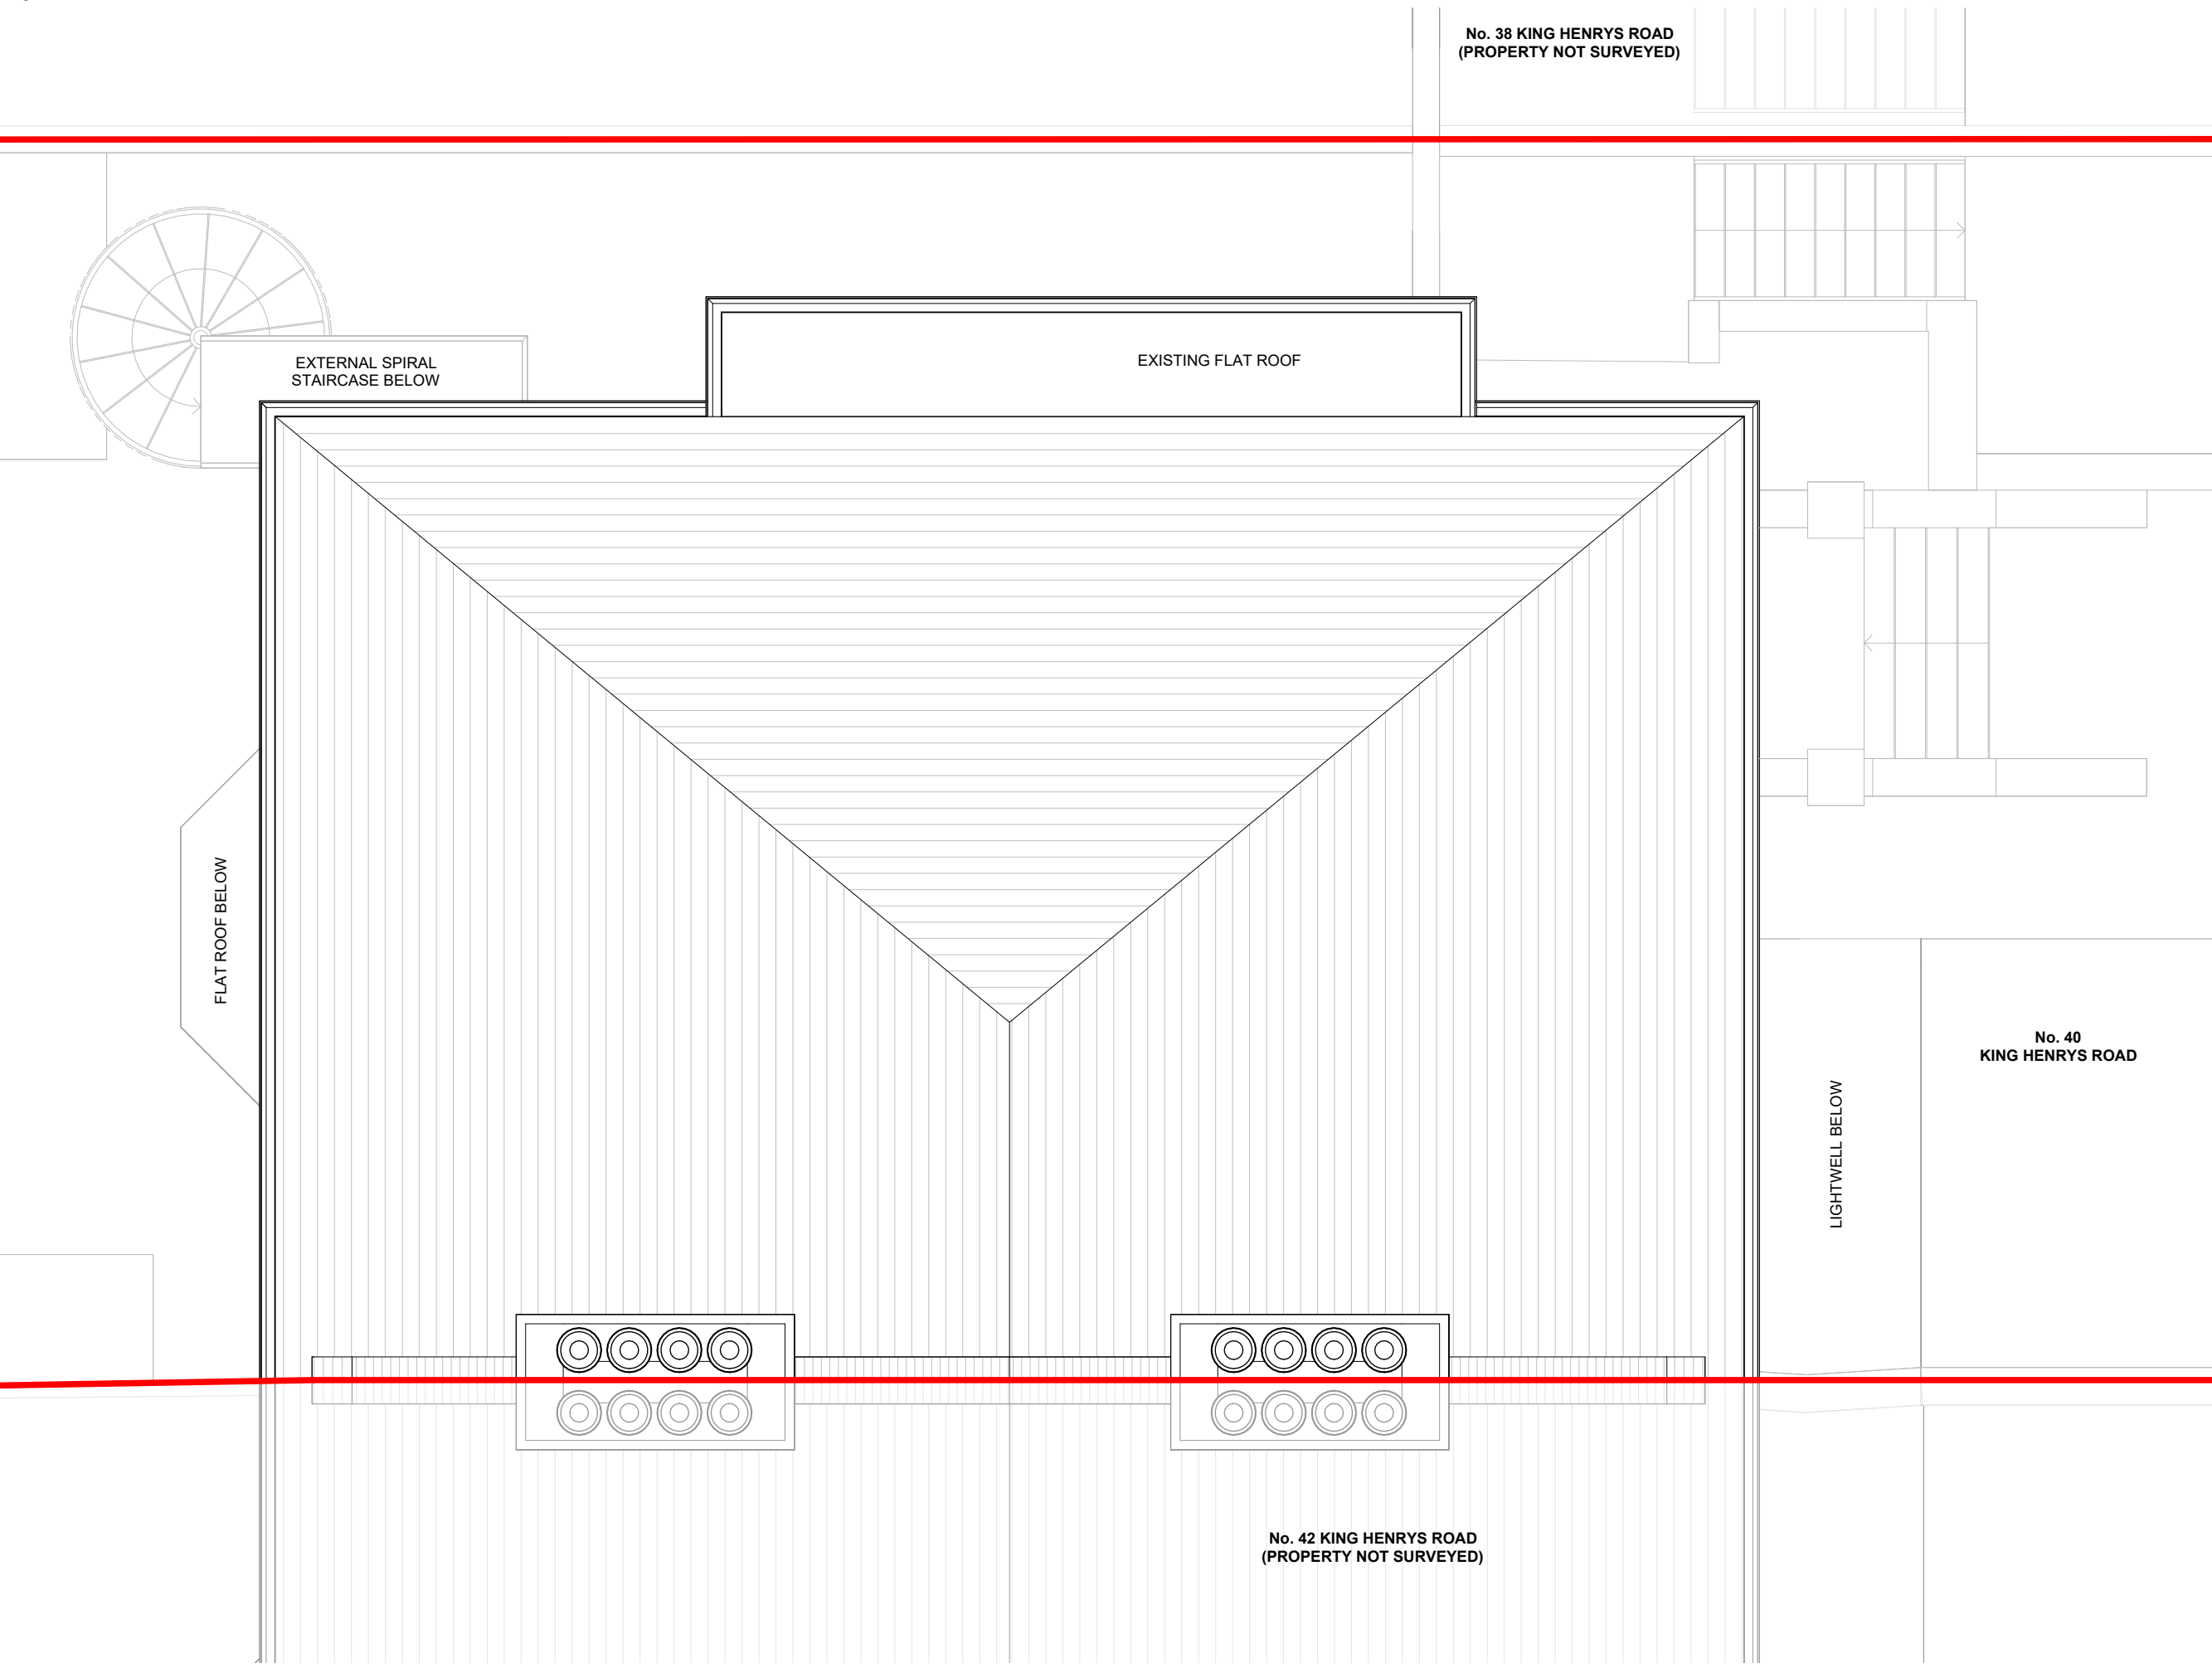 No. 38 KING HENRYS ROAD
(PROPERTY NOT SURVEYED)
EXTERNAL SPIRAL
STAIRCASE BELOW
EXISTING FLAT ROOF
FLAT ROOF BELOW
No. 40
KING HENRYS ROAD
LIGHTWELL BELOW
No. 42 KING HENRYS ROAD
(PROPERTY NOT SURVEYED)